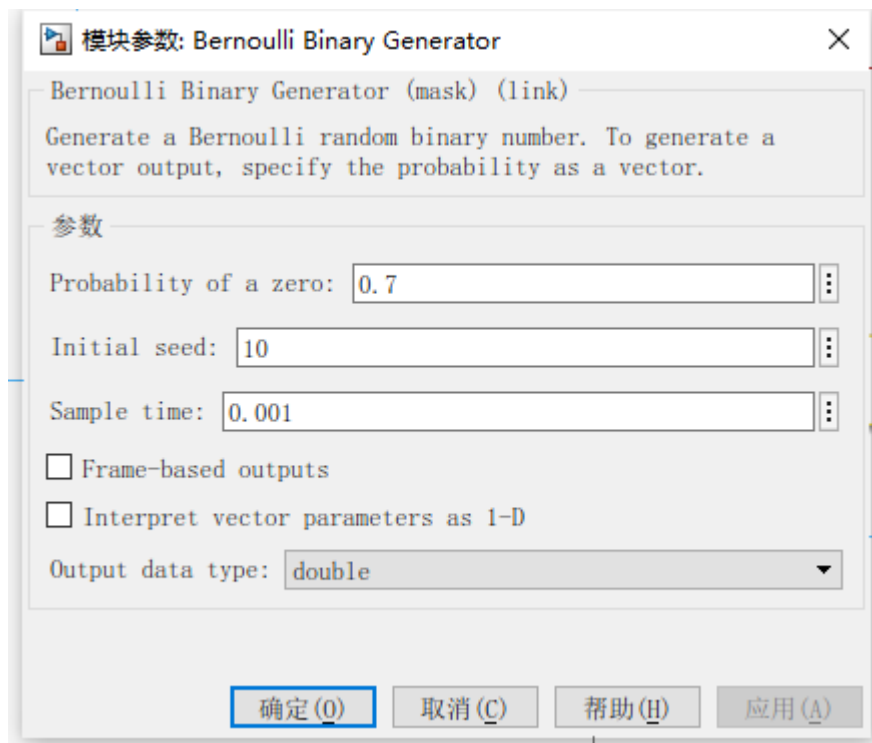 模块参数: Bernoulli Binary Generator
Bernoulli Binary Generator (mask) (link)
Generate a Bernoulli random binary number. To generate a
vector output, specify the probability as a vector.
参数
Probability of a zero: 0.7
Initial seed: 10
Sample time: 0.001
Frame-based outputs
Interpret vector parameters as 1-D
Output data type: double
确定(O) 取消(C) 帮助(H) 应用(A)